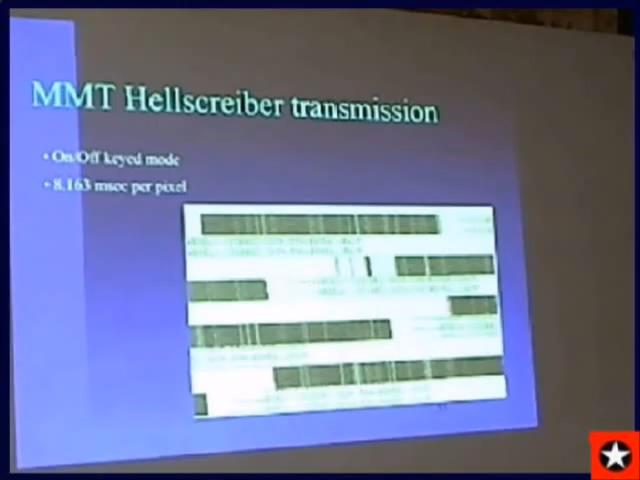 MMT Hellscreiber transmission
• On/Off keyed mode
• 8.163 msec per pixel